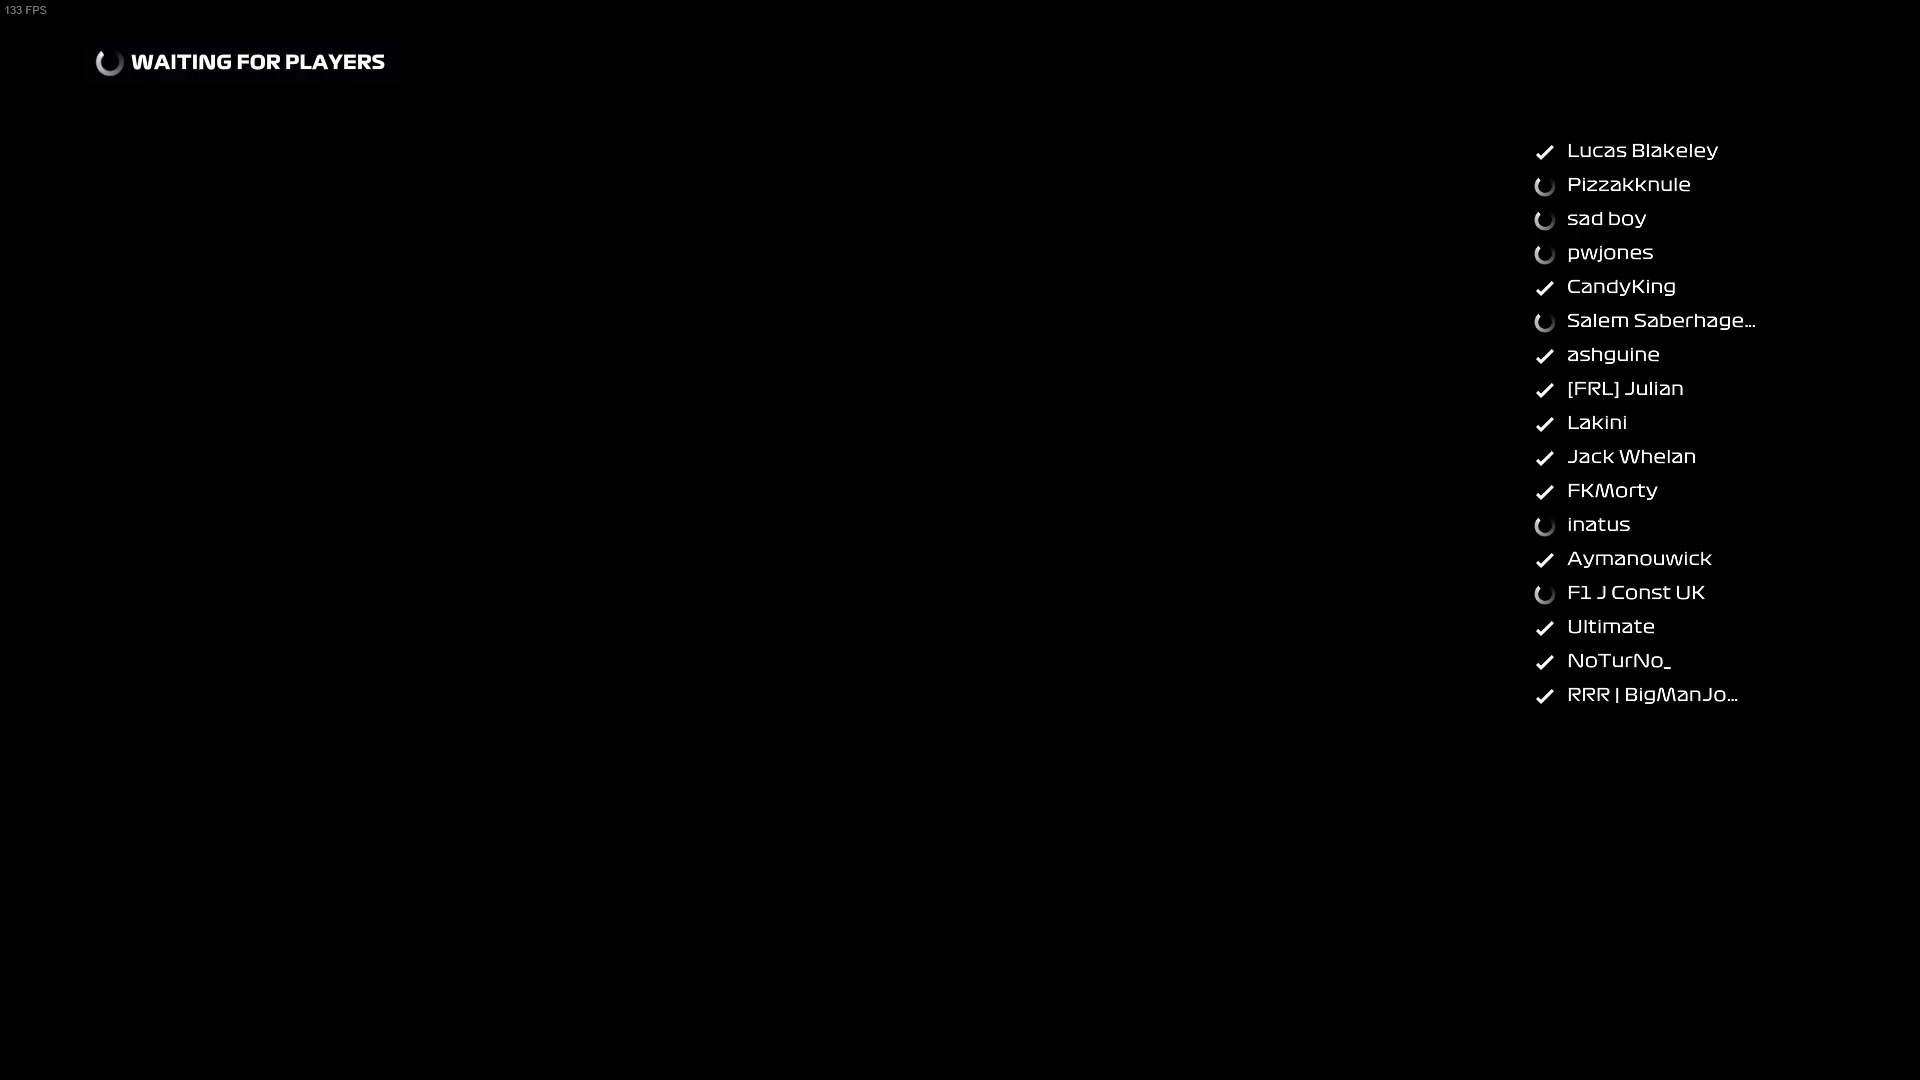 133 FPS
WAITING FOR PLAYERS
Lucas Blakeley
Pizzakknule
sad boy
pwjones
CandyKing
Salem Saberhage...
ashguine
[FRL] Julian
Lakini
Jack Whelan
FKMorty
inatus
Aymanouwick
F1 J Const UK
Ultimate
NoTurNo_
RRR | BigManJo...